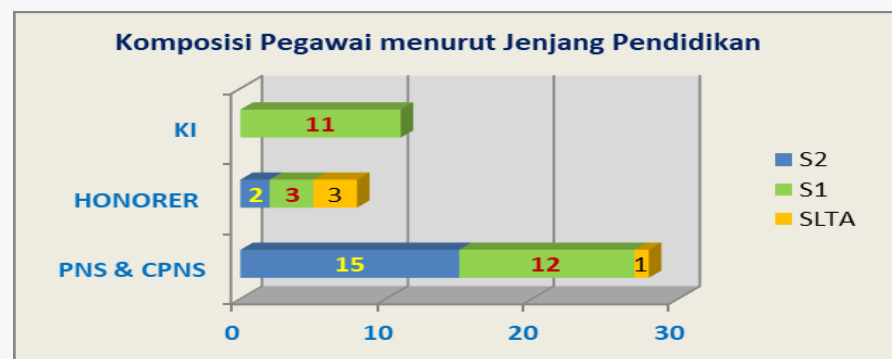 Komposisi Pegawai menurut Jenjang Pendidikan
KI
11
HONORER
2 3 3
PNS & CPNS
15 12 1
0 10 20 30
S2
S1
SLTA